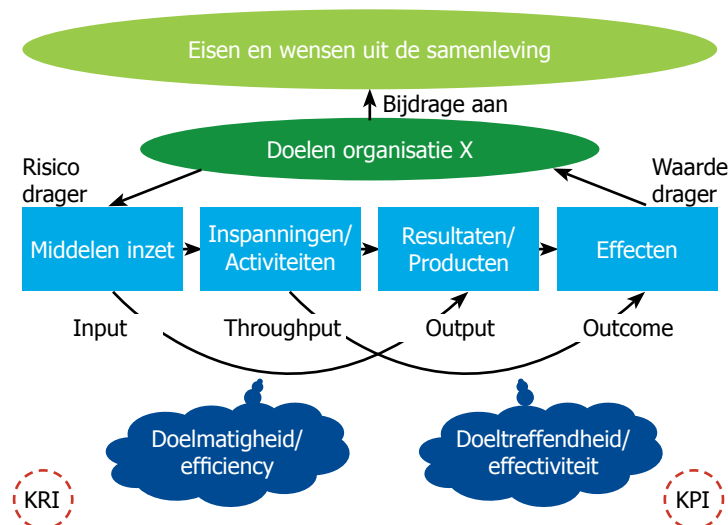 Eisen en wensen uit de samenleving
Bijdrage aan
Doelen organisatie X
Risico
drager
Waarde
drager
Middelen inzet
Inspanningen/
Activiteiten
Resultaten/
Producten
Effecten
Input
Throughput
Output
Outcome
Doelmatigheid/
efficiency
Doeltreffendheid/
effectiviteit
KRI
KPI